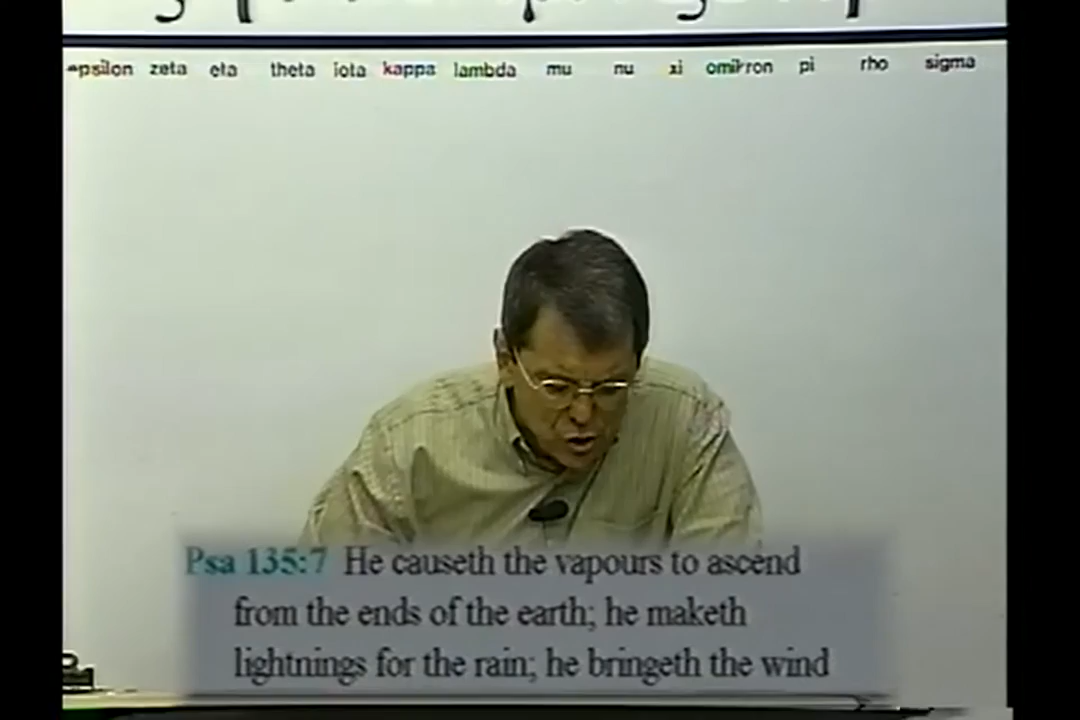 epsilon zeta eta theta iota kappa lambda mu nu xi omikron pi rho sigma
Psa 135:7 He causeth the vapours to ascend
from the ends of the earth; he maketh
lightnings for the rain; he bringeth the wind